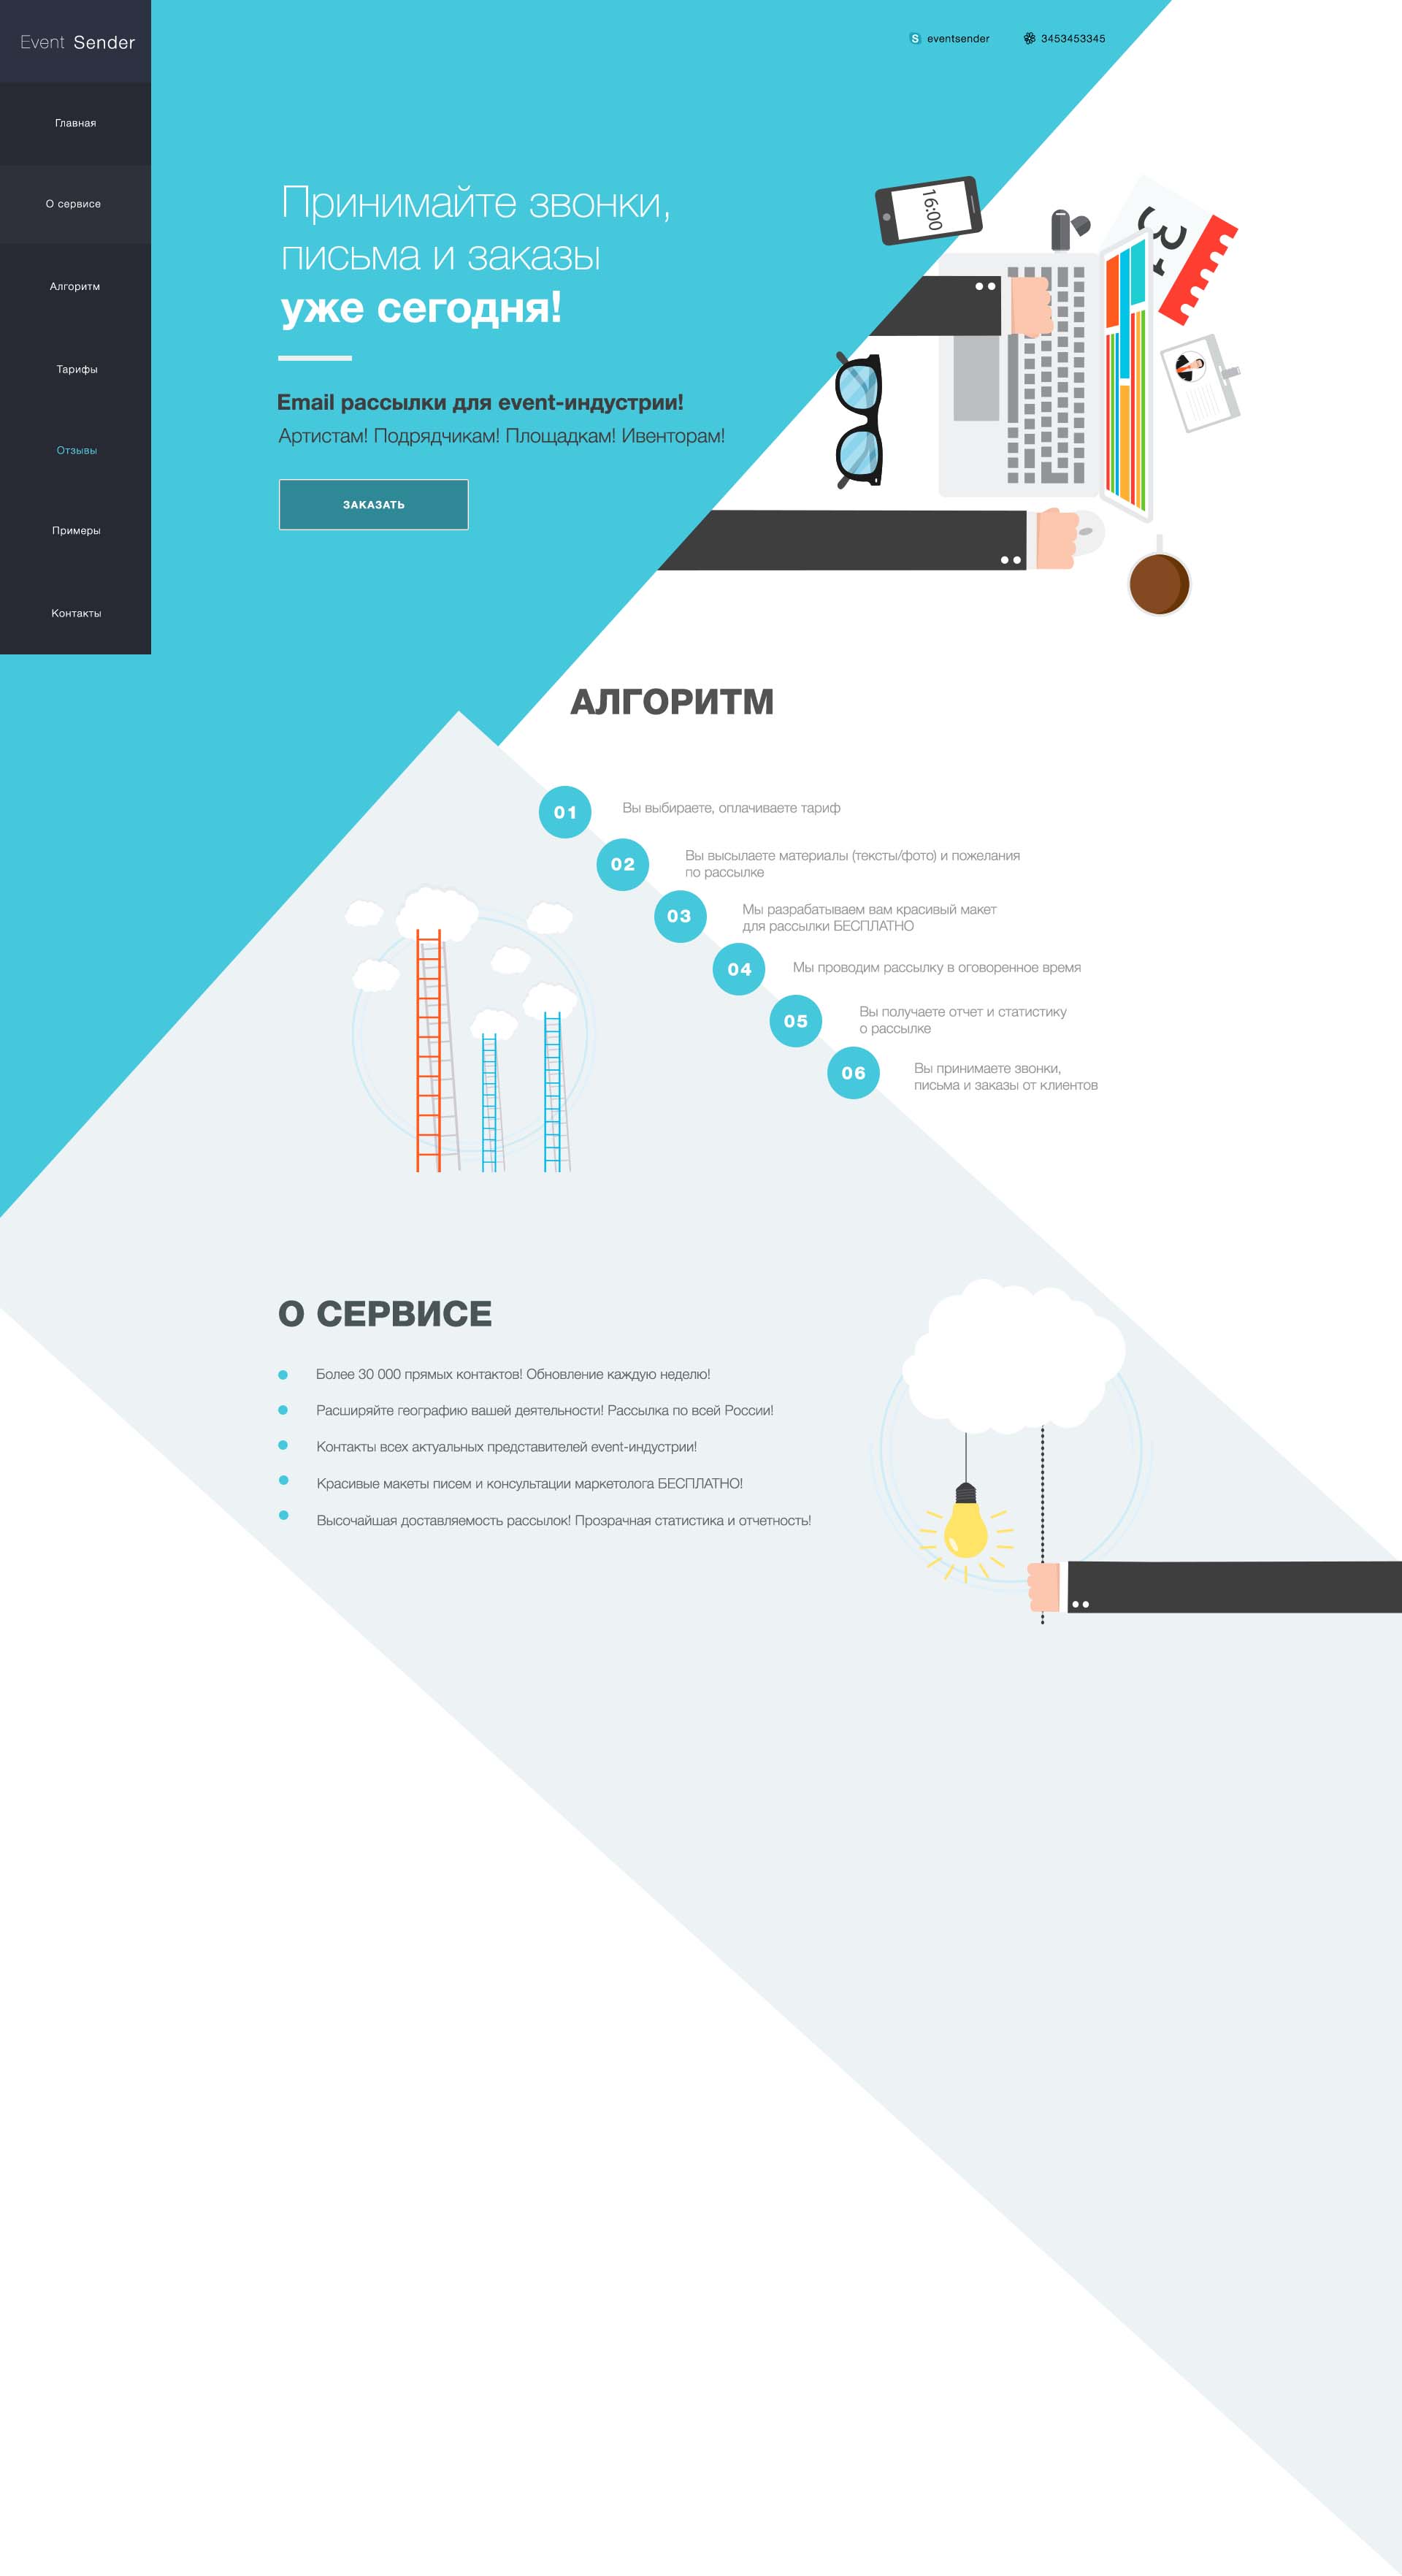 Event Sender
eventsender
3453453345
Главная
О сервисе
Алгоритм
Тарифы
Отзывы
Примеры
Контакты
Принимайте звонки,
письма и заказы
уже сегодня!
Email рассылки для event-индустрии!
Артистам! Подрядчикам! Площадкам! Ивенторам!
ЗАКАЗАТЬ
16:00
31
АЛГОРИТМ
01
Вы выбираете, оплачиваете тариф
02
Вы высылаете материалы (тексты/фото) и пожелания
по рассылке
03
Мы разрабатываем вам красивый макет
для рассылки БЕСПЛАТНО
04
Мы проводим рассылку в оговоренное время
05
Вы получаете отчет и статистику
о рассылке
06
Вы принимаете звонки,
письма и заказы от клиентов
О СЕРВИСЕ
Более 30 000 прямых контактов! Обновление каждую неделю!
Расширяйте географию вашей деятельности! Рассылка по всей России!
Контакты всех актуальных представителей event-индустрии!
Красивые макеты писем и консультации маркетолога БЕСПЛАТНО!
Высочайшая доставляемость рассылок! Прозрачная статистика и отчетность!